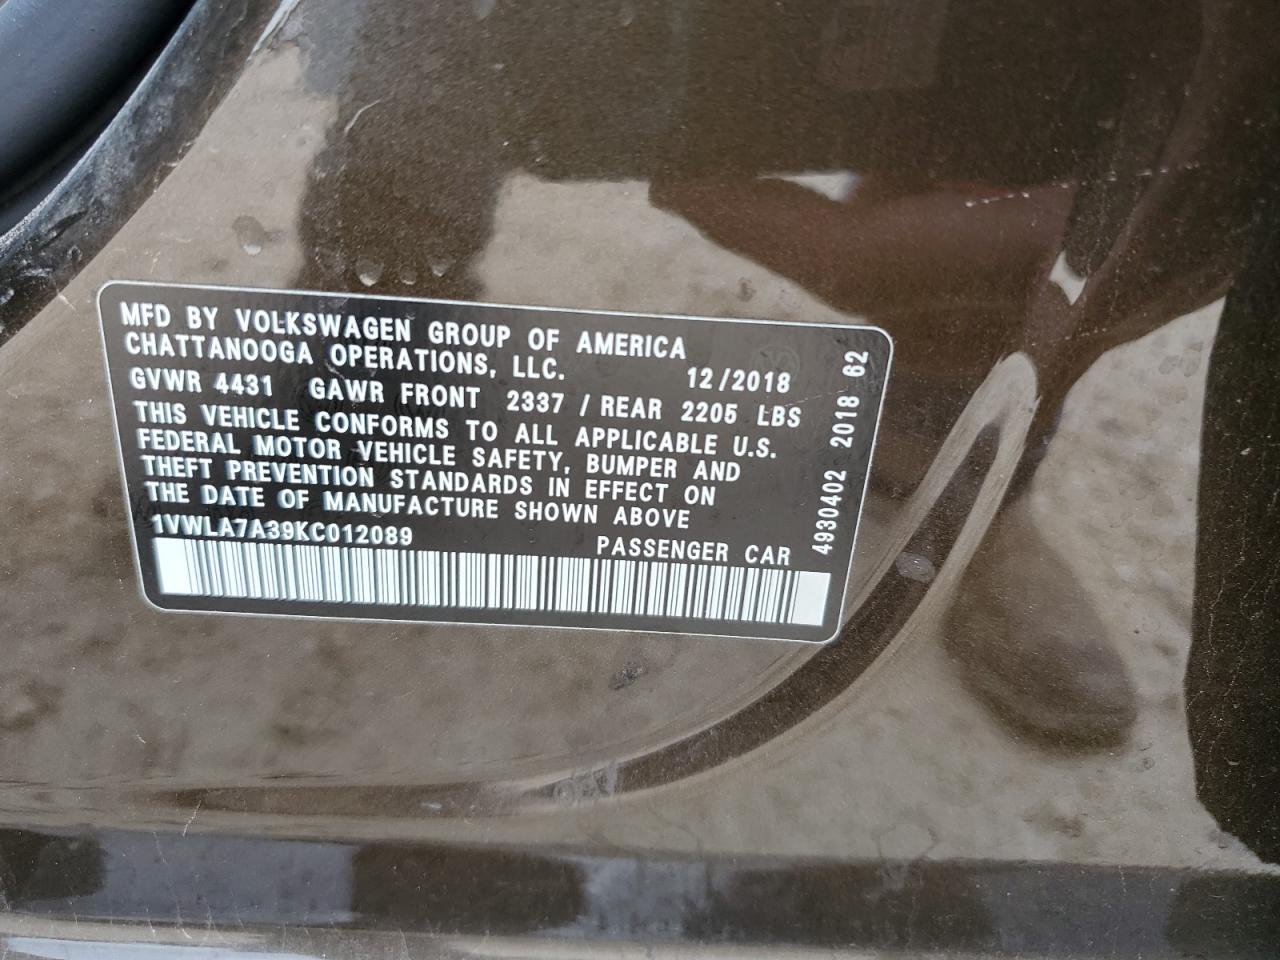 MFD BY VOLKSWAGEN GROUP OF AMERICA
CHATTANOOGA OPERATIONS, LLC. 12/2018
GVWR 4431 GAWR FRONT 2337 / REAR 2205 LBS
THIS VEHICLE CONFORMS TO ALL APPLICABLE U.S.
FEDERAL MOTOR VEHICLE SAFETY, BUMPER AND
THEFT PREVENTION STANDARDS IN EFFECT ON
THE DATE OF MANUFACTURE SHOWN ABOVE
1VWLA7A39KC012089 PASSENGER CAR
4930402 2018 62